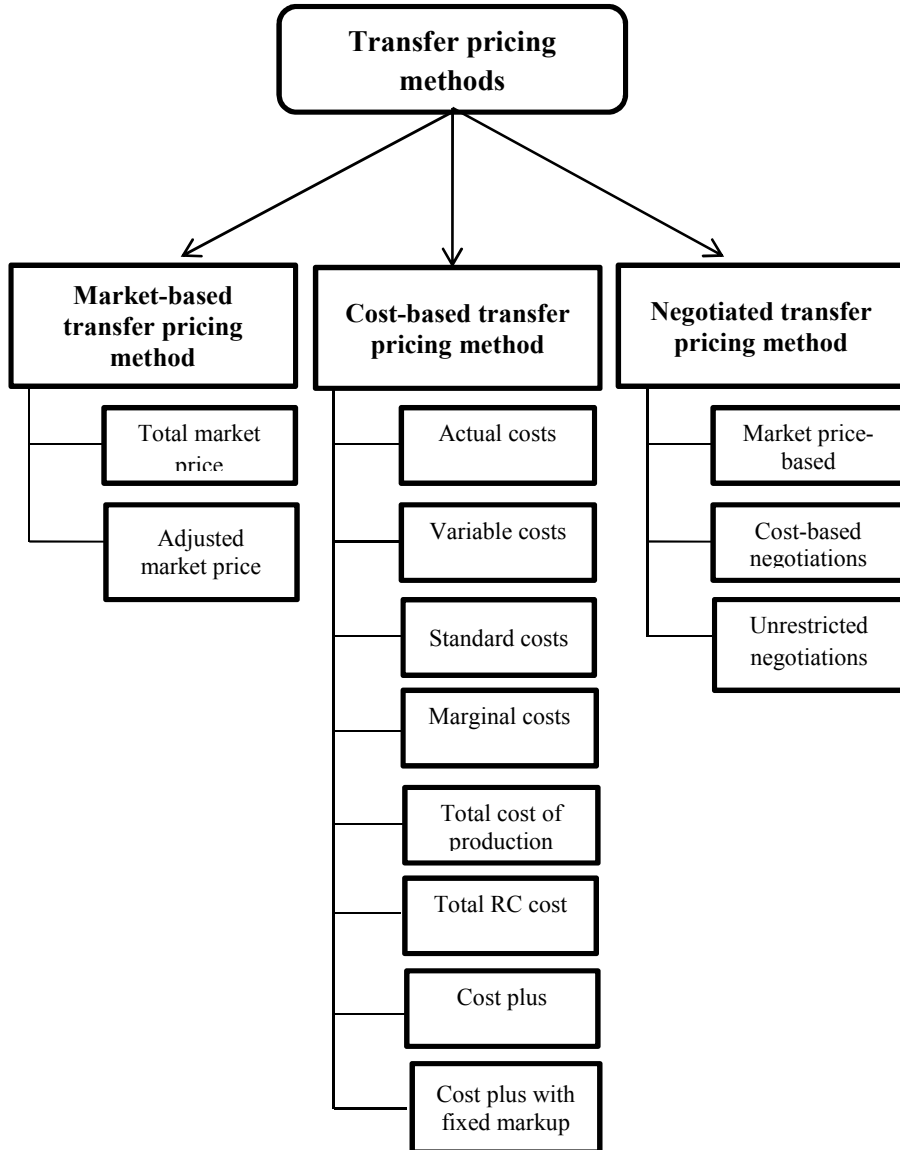 Transfer pricing
methods
Market-based
transfer pricing
method
Total market
price
Adjusted
market price
Cost-based transfer
pricing method
Actual costs
Variable costs
Standard costs
Marginal costs
Total cost of
production
Total RC cost
Cost plus
Cost plus with
fixed markup
Negotiated transfer
pricing method
Market price-
based
Cost-based
negotiations
Unrestricted
negotiations